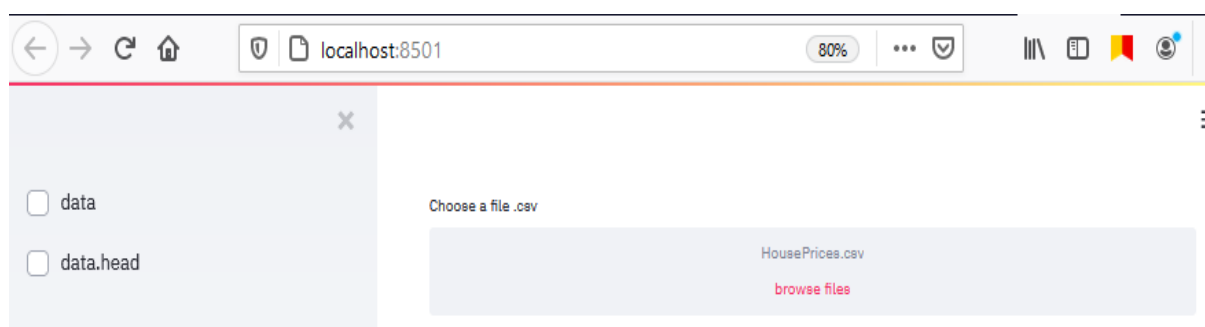 localhost:8501
80%
data
data.head
Choose a file .csv
HousePrices.csv
browse files